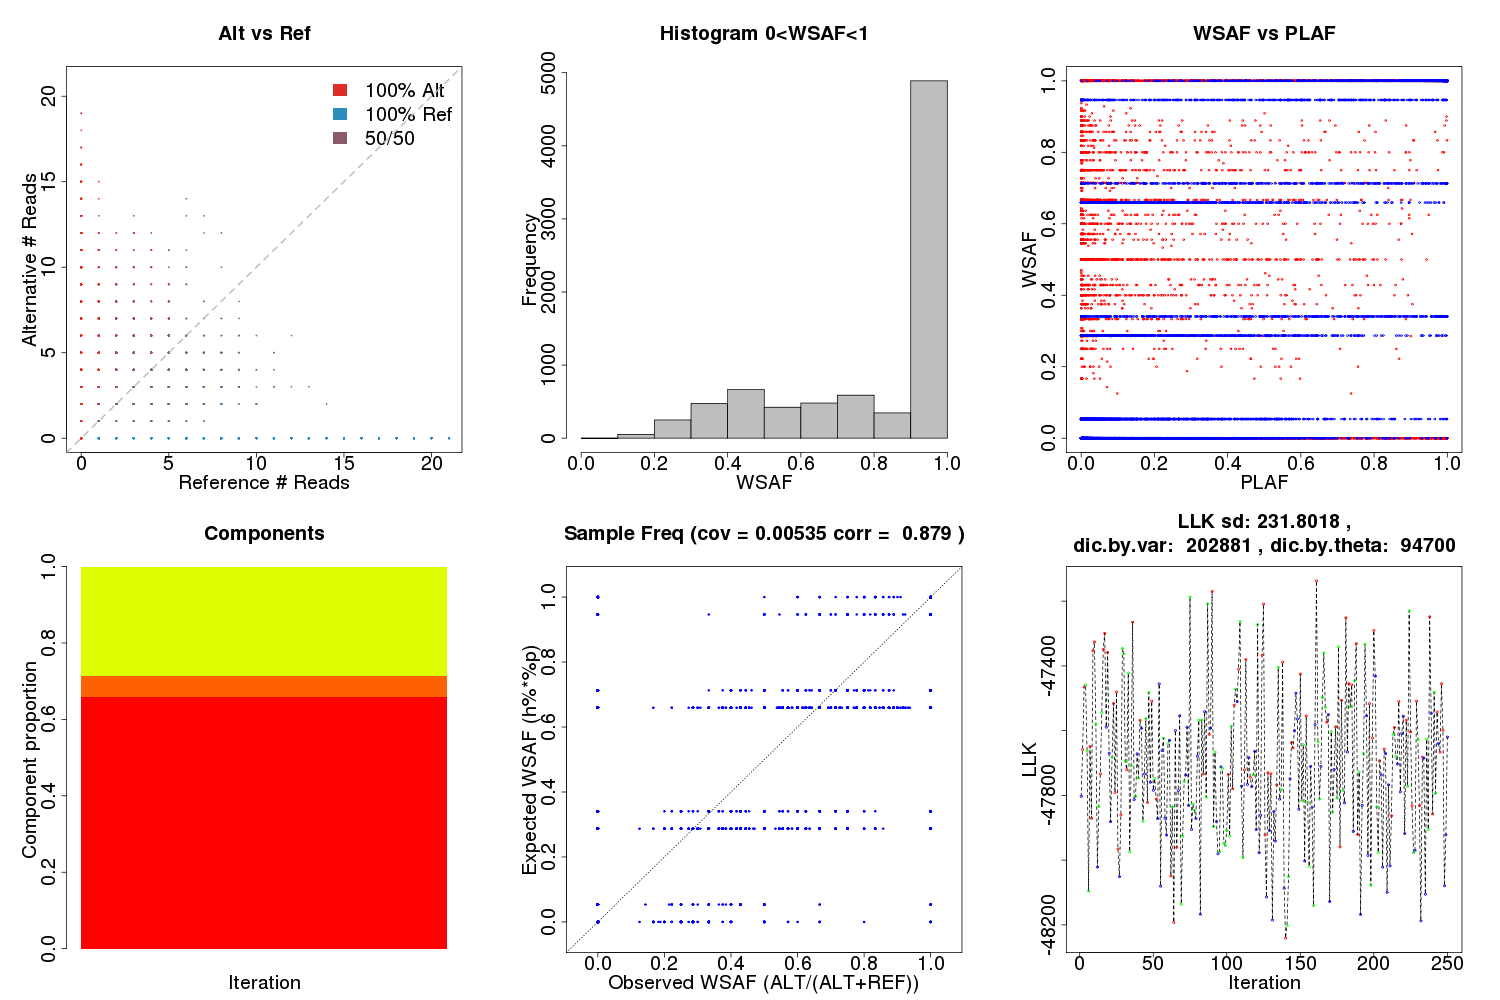 Alt vs Ref
20
15
10
5
0
Alternative # Reads
100% Alt
100% Ref
50/50
0 5 10 15 20
Reference # Reads
Histogram 0<WSAF<1
5000
4000
3000
2000
1000
0
Frequency
0.0 0.2 0.4 0.6 0.8 1.0
WSAF
WSAF vs PLAF
1.0
0.8
0.6
0.4
0.2
0.0
WSAF
0.0 0.2 0.4 0.6 0.8 1.0
PLAF
Components
1.0
0.8
0.6
0.4
0.2
0.0
Component proportion
Iteration
Sample Freq (cov = 0.00535 corr = 0.879 )
1.0
0.8
0.6
0.4
0.2
0.0
Expected WSAF (h%*%p)
0.0 0.2 0.4 0.6 0.8 1.0
Observed WSAF (ALT/(ALT+REF))
LLK sd: 231.8018 ,
dic.by.var: 202881 , dic.by.theta: 94700
-47400
-47800
-48200
LLK
0 50 100 150 200 250
Iteration